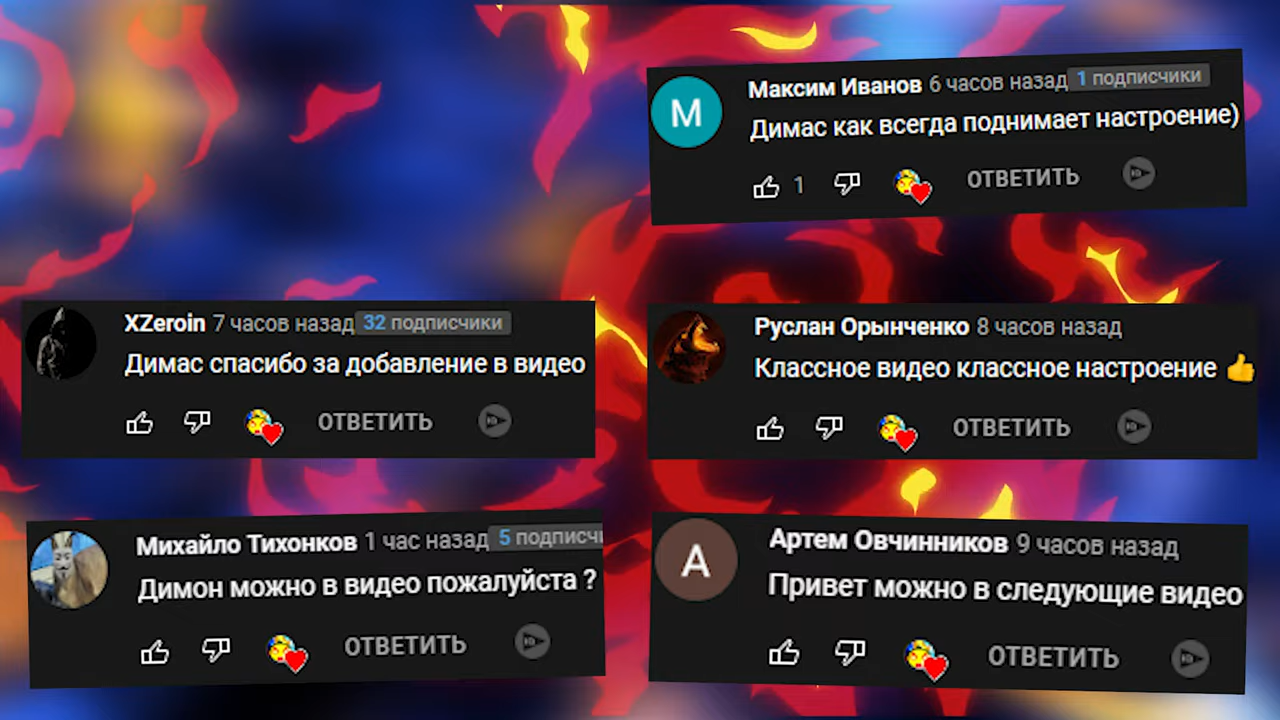 Максим Иванов 6 часов назад 1 подписчики
Димас как всегда поднимает настроение)
1 ОТВЕТИТЬ
XZeroin 7 часов назад 32 подписчики
Димас спасибо за добавление в видео
ОТВЕТИТЬ
Руслан Орынченко 8 часов назад
Классное видео классное настроение 👍
ОТВЕТИТЬ
Михайло Тихонков 1 час назад 5 подписчи
Димон можно в видео пожалуйста ?
ОТВЕТИТЬ
Артем Овчинников 9 часов назад
Привет можно в следующие видео
ОТВЕТИТЬ
М
А